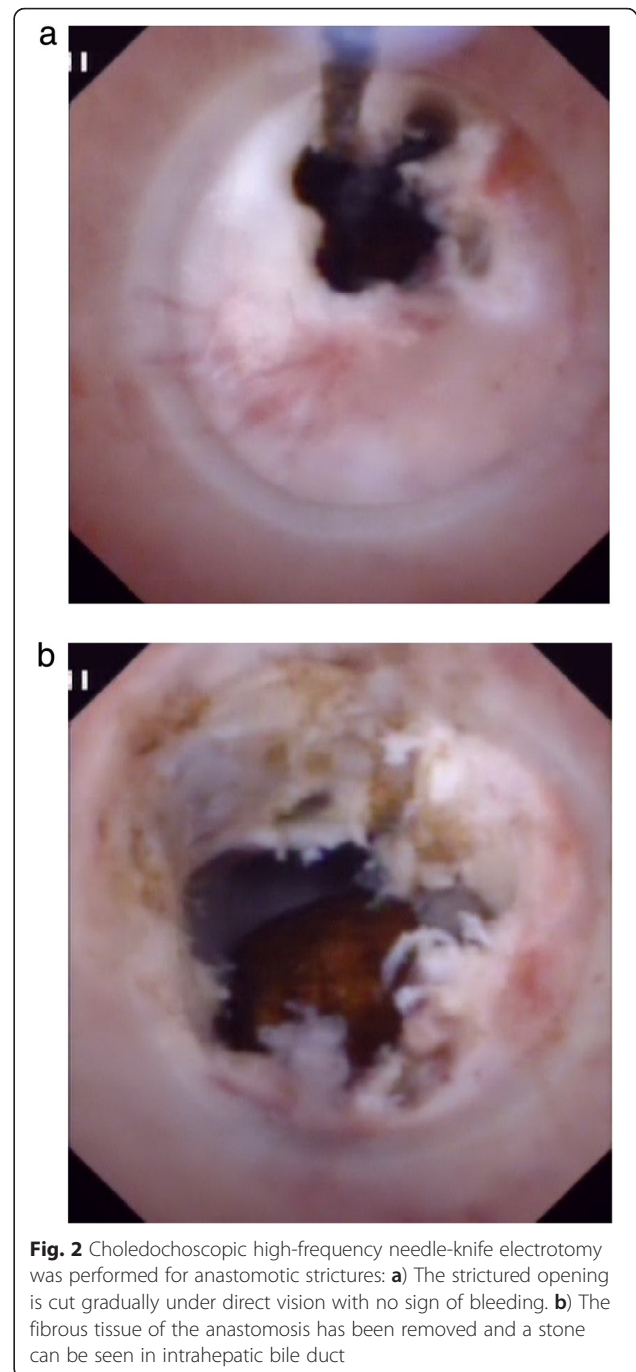 a
b
Fig. 2 Choledochoscopic high-frequency needle-knife electrotomy
was performed for anastomotic strictures: a) The strictured opening
is cut gradually under direct vision with no sign of bleeding. b) The
fibrous tissue of the anastomosis has been removed and a stone
can be seen in intrahepatic bile duct